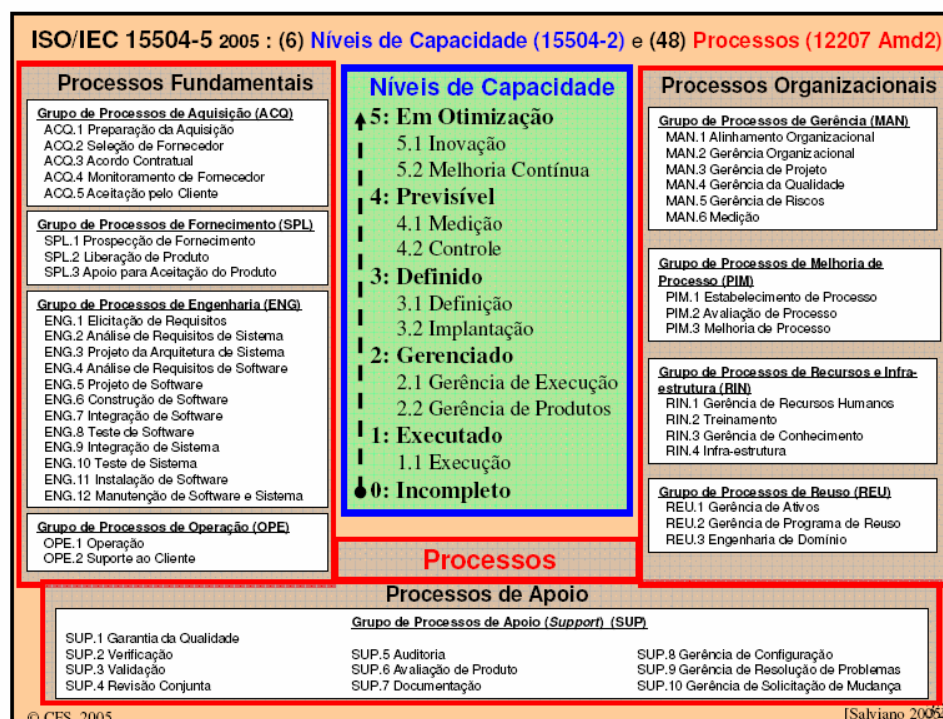 ISO/IEC 15504-5 2005 : (6) Níveis de Capacidade (15504-2) e (48) Processos (12207 Amd2)
Processos Fundamentais
Grupo de Processos de Aquisição (ACQ)
ACQ.1 Preparação da Aquisição
ACQ.2 Seleção de Fornecedor
ACQ.3 Acordo Contratual
ACQ.4 Monitoramento de Fornecedor
ACQ.5 Aceitação pelo Cliente
Grupo de Processos de Fornecimento (SPL)
SPL.1 Prospecção de Fornecimento
SPL.2 Liberação de Produto
SPL.3 Apoio para Aceitação do Produto
Grupo de Processos de Engenharia (ENG)
ENG.1 Elicitação de Requisitos
ENG.2 Análise de Requisitos de Sistema
ENG.3 Projeto da Arquitetura de Sistema
ENG.4 Análise de Requisitos de Software
ENG.5 Projeto de Software
ENG.6 Construção de Software
ENG.7 Integração de Software
ENG.8 Teste de Software
ENG.9 Integração de Sistema
ENG.10 Teste de Sistema
ENG.11 Instalação de Software
ENG.12 Manutenção de Software e Sistema
Grupo de Processos de Operação (OPE)
OPE.1 Operação
OPE.2 Suporte ao Cliente
Níveis de Capacidade
5: Em Otimização
5.1 Inovação
5.2 Melhoria Contínua
4: Previsível
4.1 Medição
4.2 Controle
3: Definido
3.1 Definição
3.2 Implantação
2: Gerenciado
2.1 Gerência de Execução
2.2 Gerência de Produtos
1: Executado
1.1 Execução
0: Incompleto
Processos
Processos Organizacionais
Grupo de Processos de Gerência (MAN)
MAN.1 Alinhamento Organizacional
MAN.2 Gerência Organizacional
MAN.3 Gerência de Projeto
MAN.4 Gerência da Qualidade
MAN.5 Gerência de Riscos
MAN.6 Medição
Grupo de Processos de Melhoria de
Processo (PIM)
PIM.1 Estabelecimento de Processo
PIM.2 Avaliação de Processo
PIM.3 Melhoria de Processo
Grupo de Processos de Recursos e Infra-
estrutura (RIN)
RIN.1 Gerência de Recursos Humanos
RIN.2 Treinamento
RIN.3 Gerência de Conhecimento
RIN.4 Infra-estrutura
Grupo de Processos de Reuso (REU)
REU.1 Gerência de Ativos
REU.2 Gerência de Programa de Reuso
REU.3 Engenharia de Domínio
Processos de Apoio
Grupo de Processos de Apoio (Support) (SUP)
SUP.1 Garantia da Qualidade
SUP.2 Verificação
SUP.3 Validação
SUP.4 Revisão Conjunta
SUP.5 Auditoria
SUP.6 Avaliação de Produto
SUP.7 Documentação
SUP.8 Gerência de Configuração
SUP.9 Gerência de Resolução de Problemas
SUP.10 Gerência de Solicitação de Mudança
© CES, 2005
[Salviano